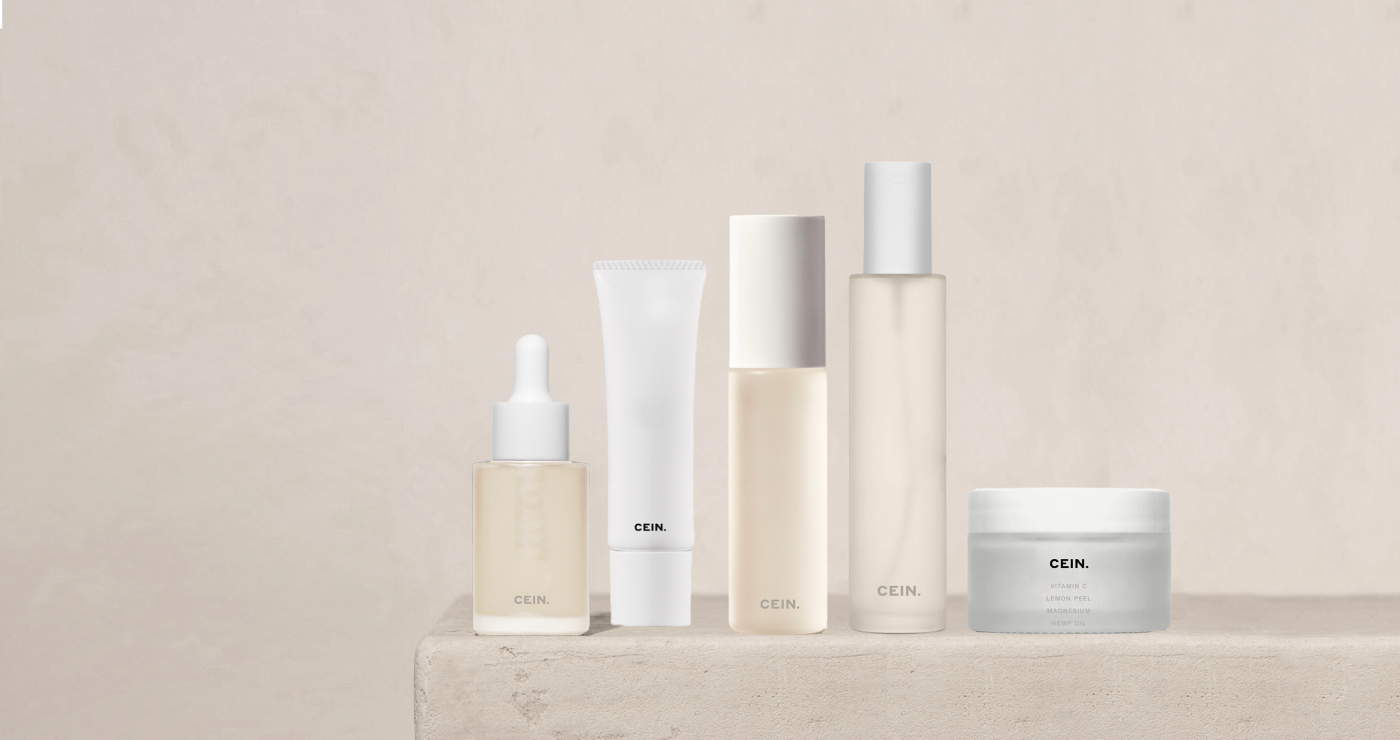 CEIN.
CEIN.
CEIN.
CEIN.
CEIN.
VITAMIN C
LEMON PEEL
MAGNESIUM
HEMP OIL